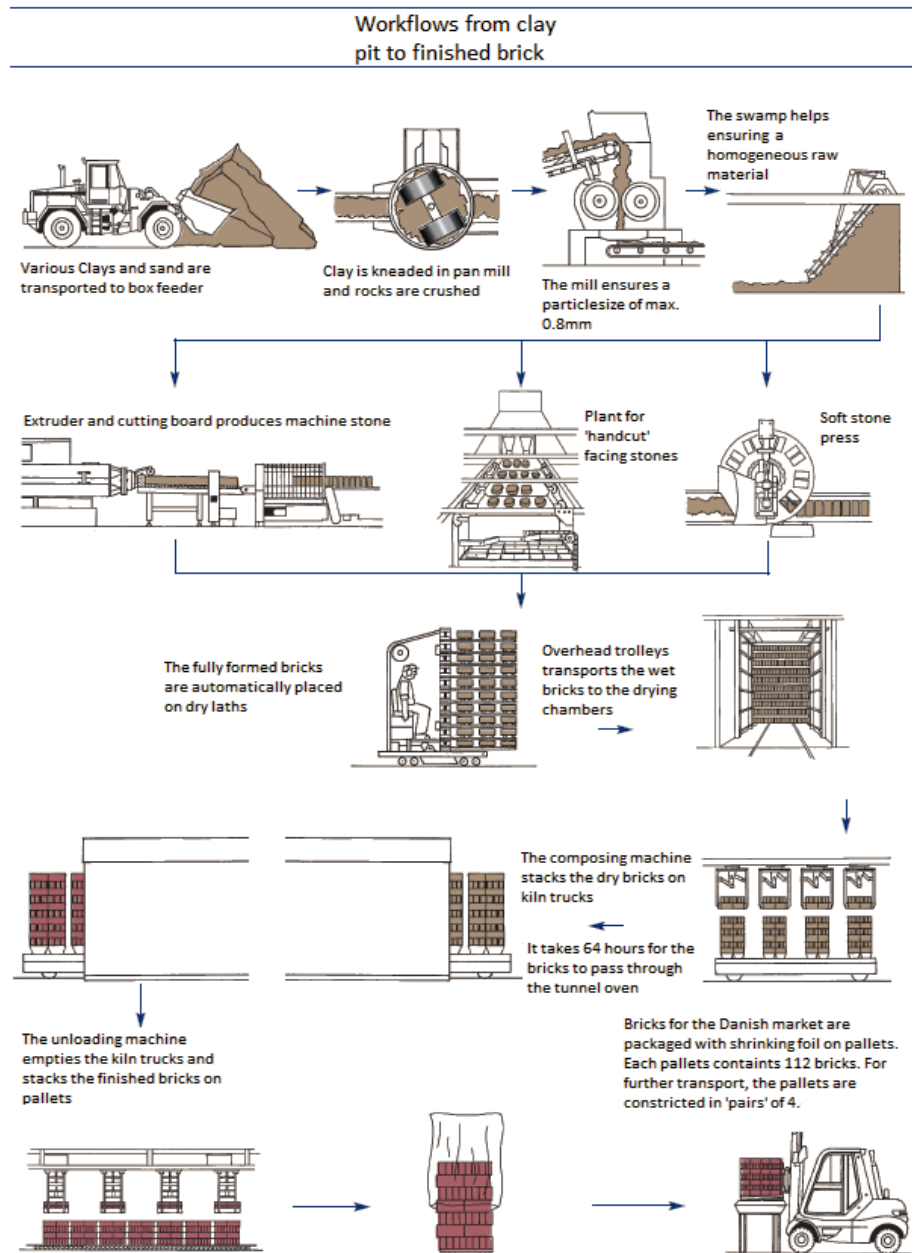 Workflows from clay
pit to finished brick
The swamp helps
ensuring a
homogeneous raw
material
Various Clays and sand are
transported to box feeder
Clay is kneaded in pan mill
and rocks are crushed
The mill ensures a
particlesize of max.
0.8mm
Extruder and cutting board produces machine stone
Plant for
'handcut'
facing stones
Soft stone
press
The fully formed bricks
are automatically placed
on dry laths
Overhead trolleys
transports the wet
bricks to the drying
chambers
The composing machine
stacks the dry bricks on
kiln trucks
It takes 64 hours for the
bricks to pass through
the tunnel oven
The unloading machine
empties the kiln trucks and
stacks the finished bricks on
pallets
Bricks for the Danish market are
packaged with shrinking foil on pallets.
Each pallets containts 112 bricks. For
further transport, the pallets are
constricted in 'pairs' of 4.